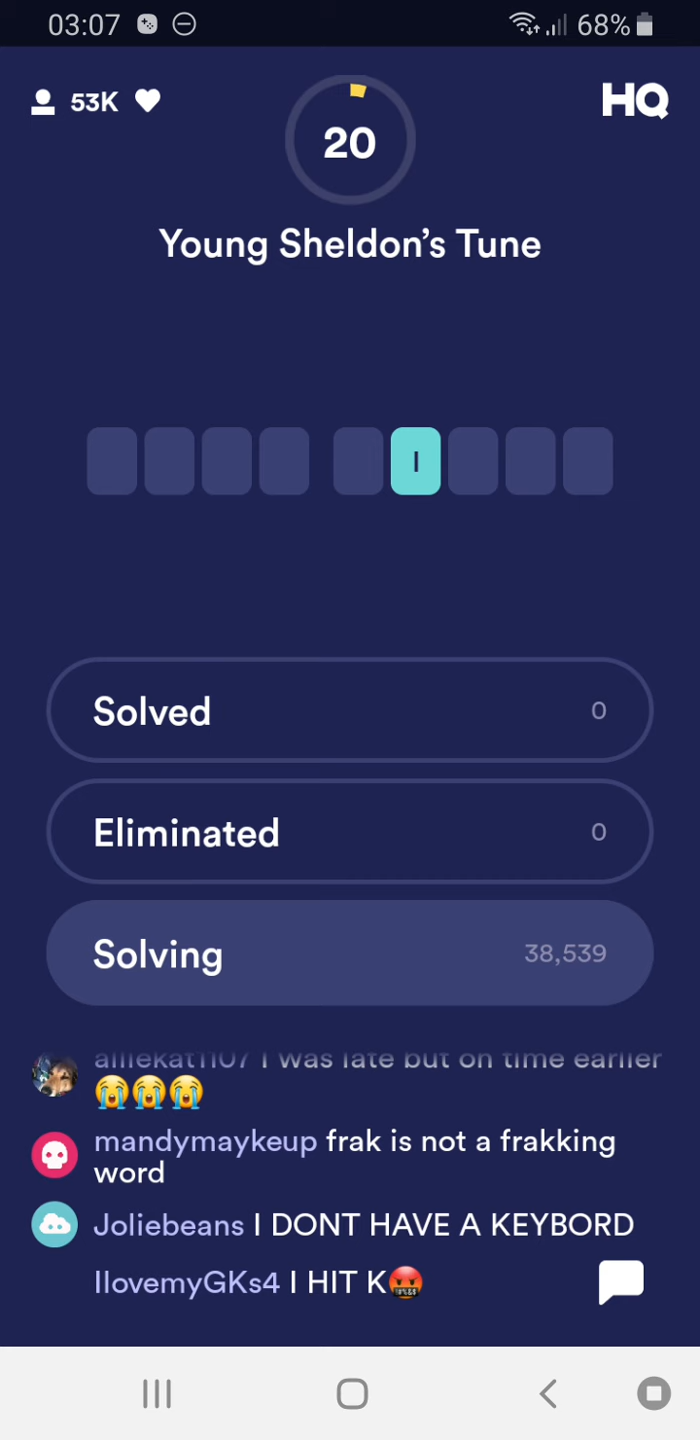 03:07 68%
53K HQ
20
Young Sheldon’s Tune
I
Solved 0
Eliminated 0
Solving 38,539
alliekat1107 I was late but on time earlier
😭😭😭
mandymaykeup frak is not a frakking
word
Joliebeans I DONT HAVE A KEYBORD
IlovemyGKs4 I HIT K🤬